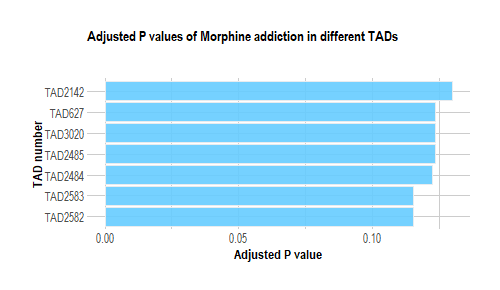 Adjusted P values of Morphine addiction in different TADs
TAD2142
TAD627
TAD3020
TAD2485
TAD2484
TAD2583
TAD2582
TAD number
0.00
0.05
0.10
Adjusted P value